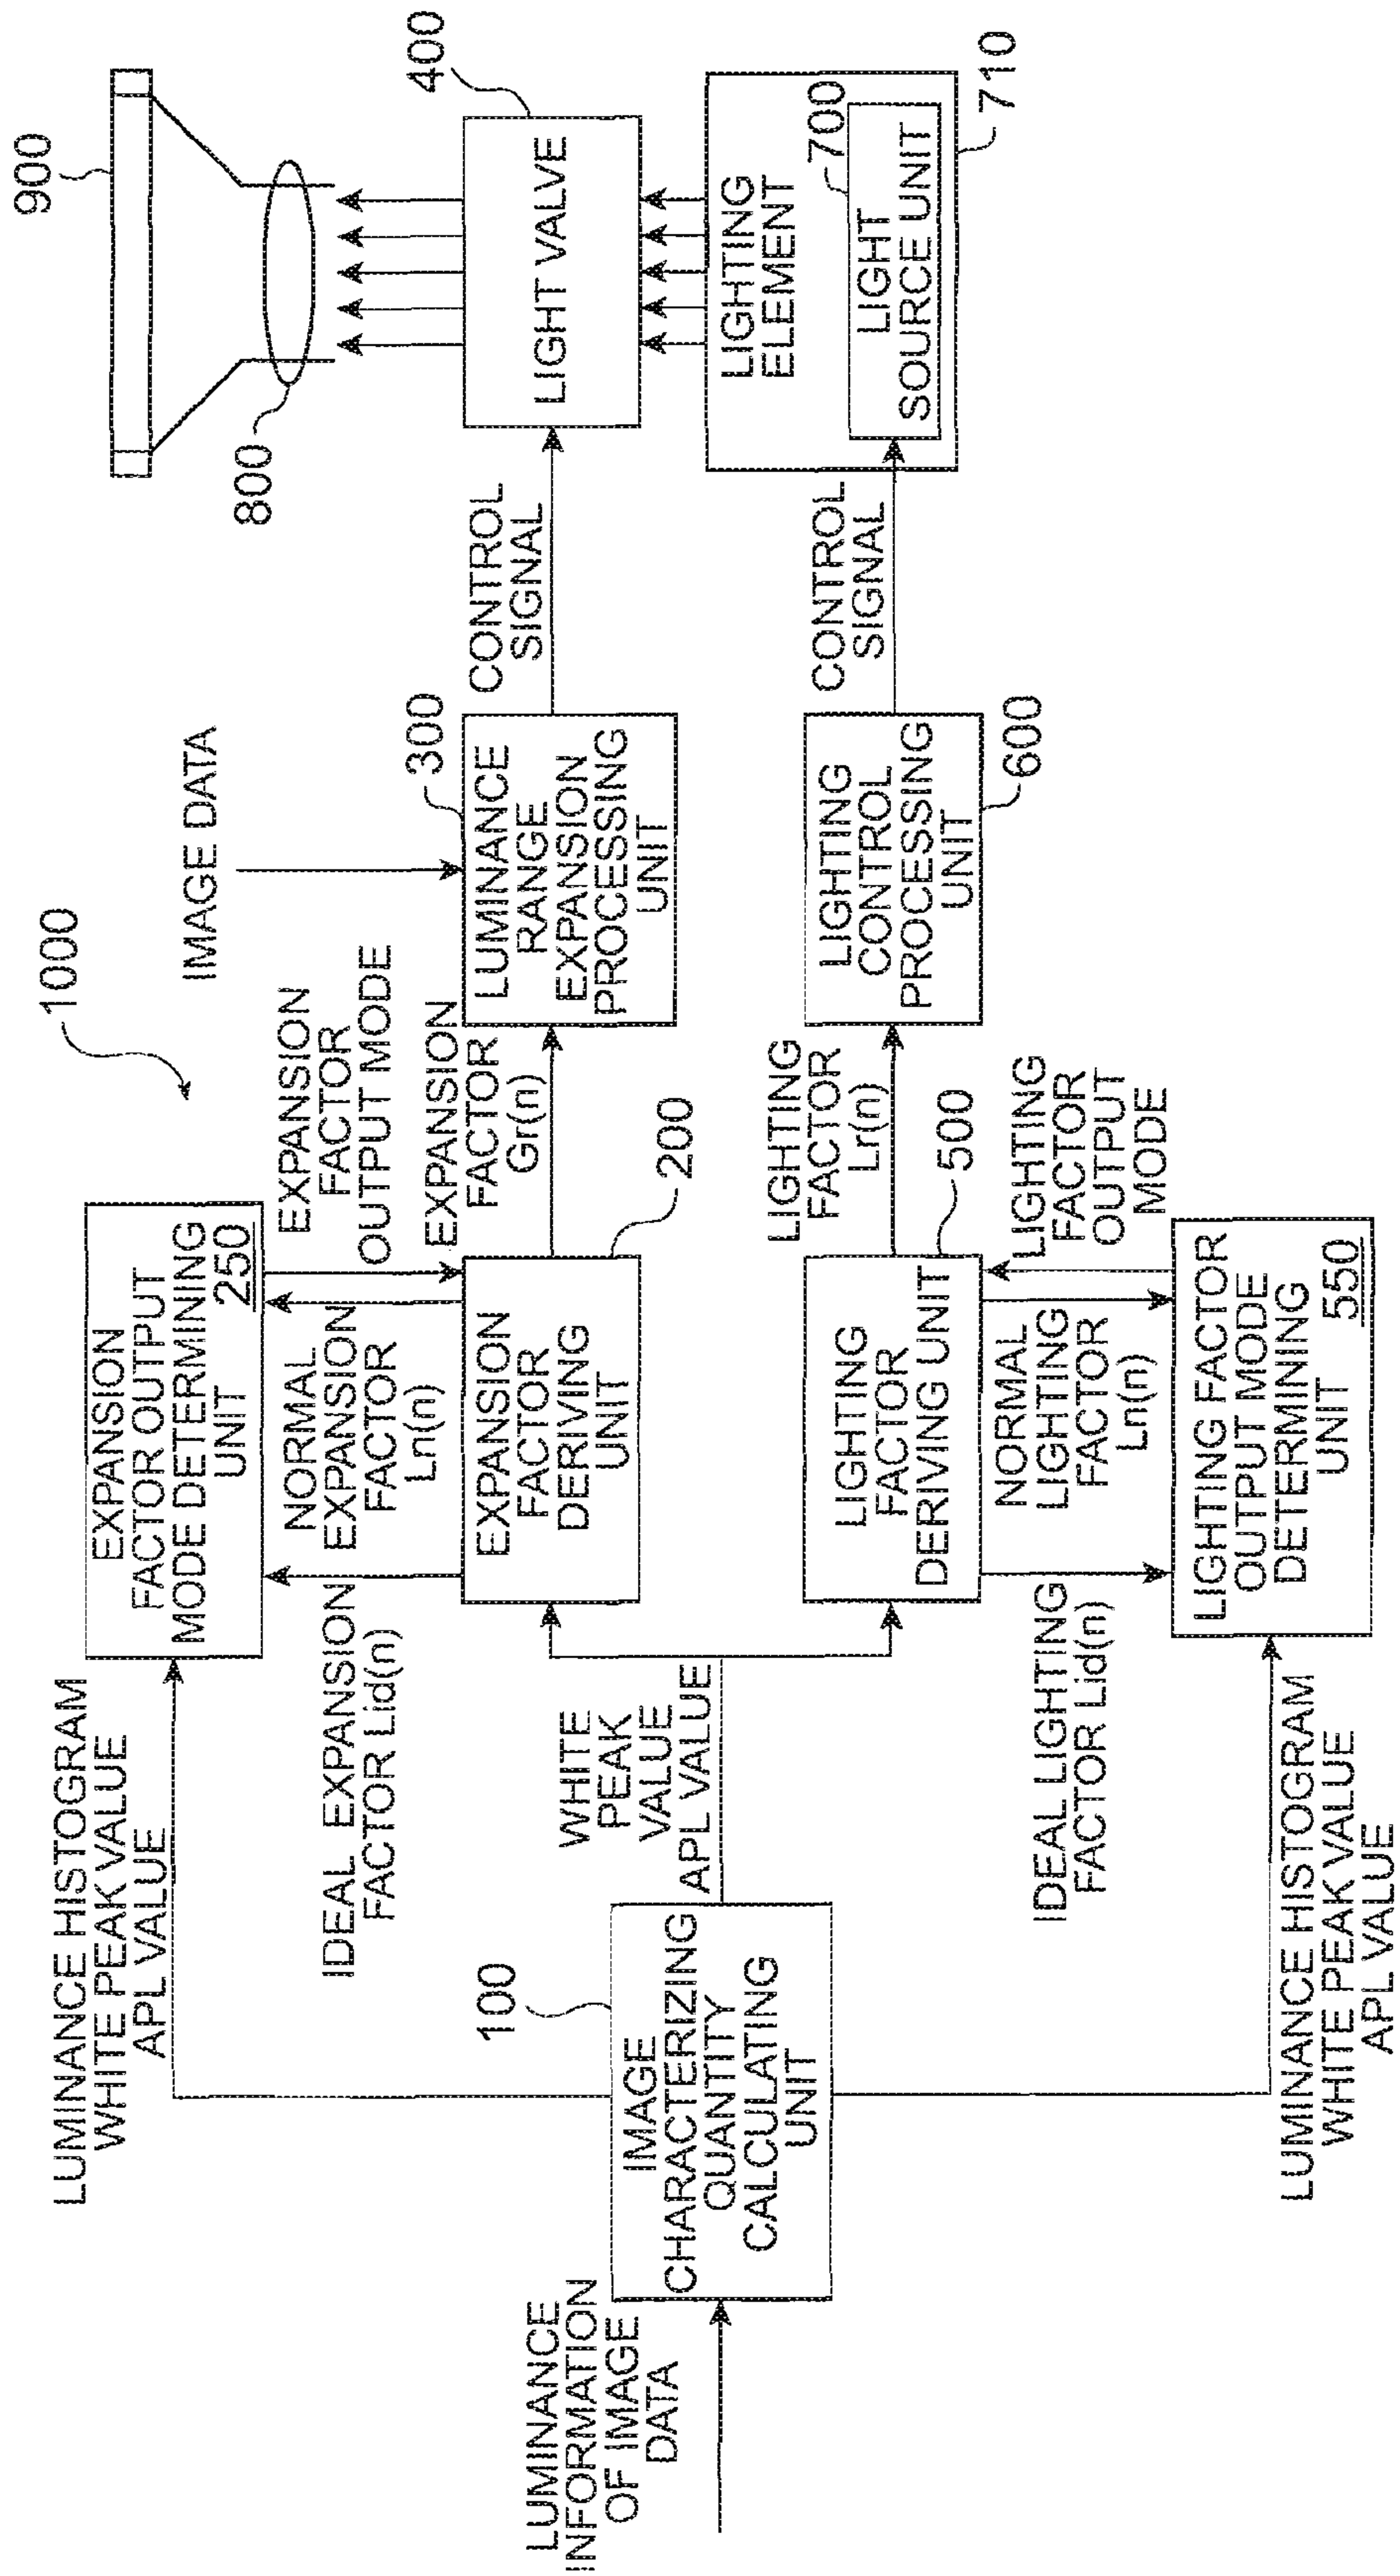 1000
LUMINANCE HISTOGRAM
WHITE PEAK VALUE
APL VALUE
EXPANSION
FACTOR OUTPUT
MODE DETERMINING
UNIT
250
IMAGE DATA
EXPANSION
FACTOR
OUTPUT MODE
IDEAL EXPANSION
FACTOR Lid(n)
NORMAL
EXPANSION
FACTOR
Ln(n)
EXPANSION
FACTOR
Gr(n)
EXPANSION
FACTOR
DERIVING
UNIT
200
LUMINANCE
RANGE
EXPANSION
PROCESSING
UNIT
300
CONTROL
SIGNAL
LIGHT VALVE
400
800
900
LUMINANCE
INFORMATION
OF IMAGE
DATA
IMAGE
CHARACTERIZING
QUANTITY
CALCULATING
UNIT
100
WHITE
PEAK
VALUE
APL VALUE
LIGHTING
FACTOR
DERIVING UNIT
500
LIGHTING
FACTOR
Lr(n)
LIGHTING
CONTROL
PROCESSING
UNIT
600
CONTROL
SIGNAL
LIGHTING
ELEMENT
LIGHT
SOURCE UNIT
700
710
IDEAL LIGHTING
FACTOR Lid(n)
NORMAL
LIGHTING
FACTOR
Ln(n)
LIGHTING
FACTOR
OUTPUT
MODE
LIGHTING FACTOR
OUTPUT MODE
DETERMINING
UNIT
550
LUMINANCE HISTOGRAM
WHITE PEAK VALUE
APL VALUE